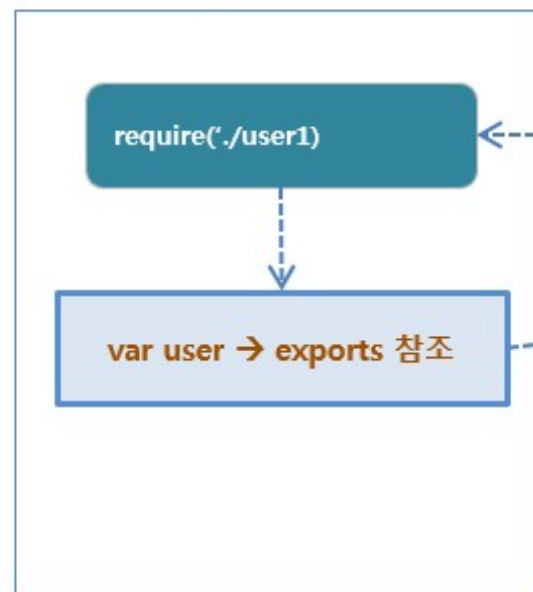 require('./user1)
var user → exports 참조